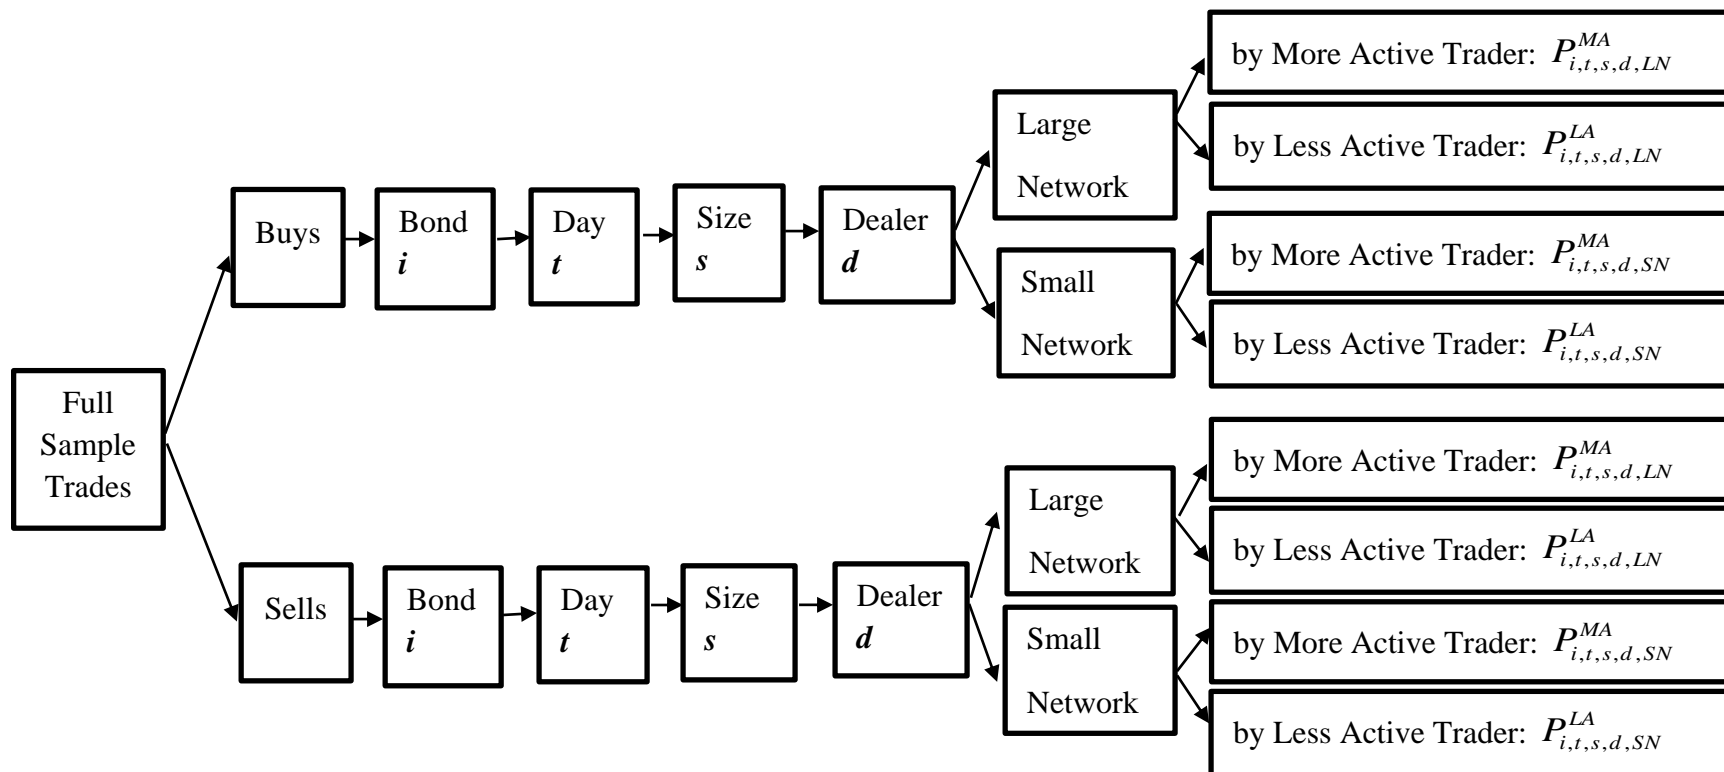 by More Active Trader: P^{MA}_{i,t,s,d,LN}
Large
Network
by Less Active Trader: P^{LA}_{i,t,s,d,LN}
Buys
Bond
i
Day
t
Size
s
Dealer
d
by More Active Trader: P^{MA}_{i,t,s,d,SN}
Small
Network
by Less Active Trader: P^{LA}_{i,t,s,d,SN}
Full
Sample
Trades
by More Active Trader: P^{MA}_{i,t,s,d,LN}
Large
Network
by Less Active Trader: P^{LA}_{i,t,s,d,LN}
Sells
Bond
i
Day
t
Size
s
Dealer
d
by More Active Trader: P^{MA}_{i,t,s,d,SN}
Small
Network
by Less Active Trader: P^{LA}_{i,t,s,d,SN}